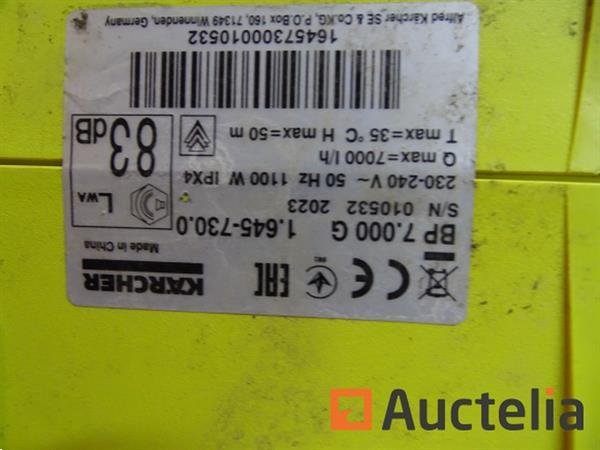 KÄRCHER
Made in China
CE EAC
BP 7.000 G 1.645-730.0
S/N 010532 2023
230-240 V ~ 50 Hz 1100 W IPX4
Q max=7000 l/h
T max=35°C H max=50 m
LWA
83dB
16457300010532
Alfred Kärcher SE & Co.KG, P.O.Box 160, 71349 Winnenden, Germany
Auctelia